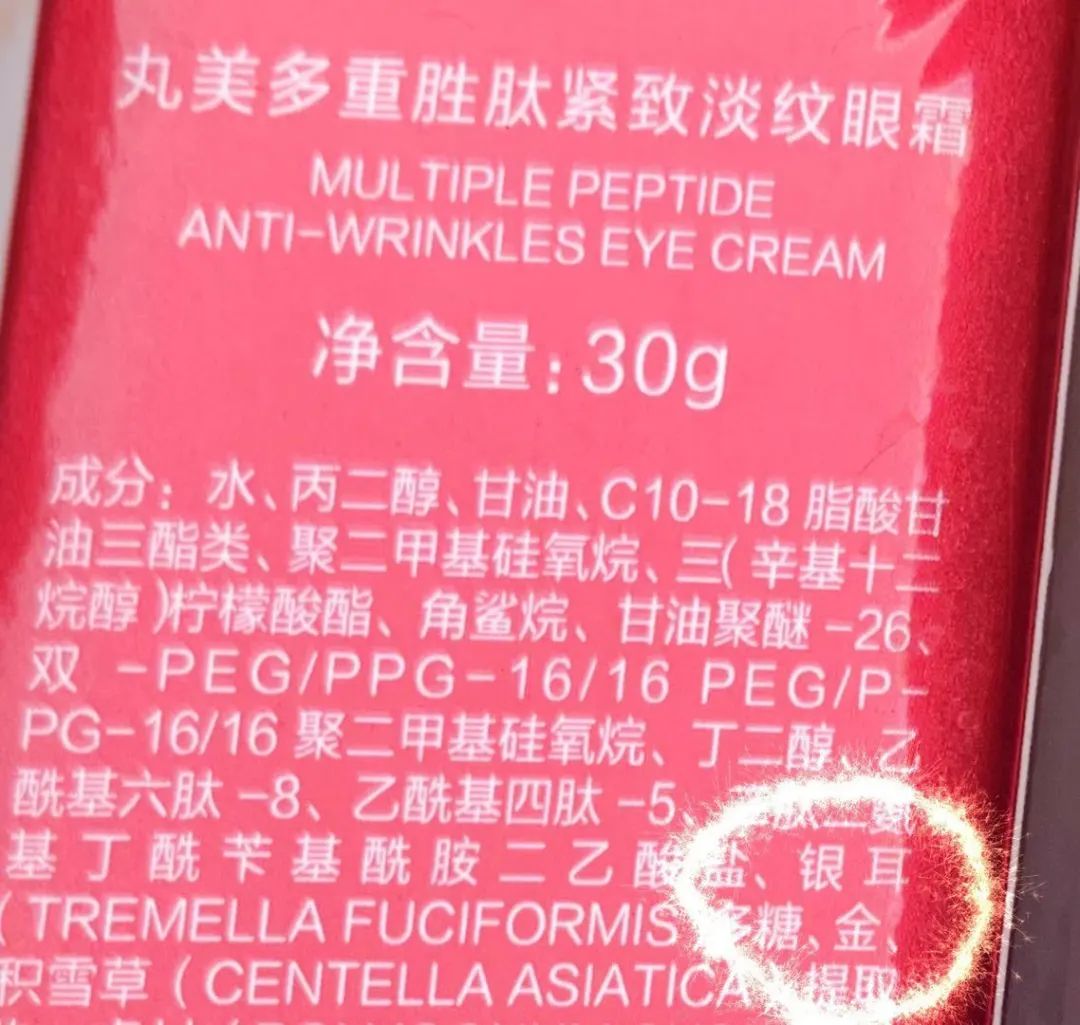 丸美多重胜肽紧致淡纹眼霜
MULTIPLE PEPTIDE
ANTI-WRINKLES EYE CREAM
净含量:30g
成分:水、丙二醇、甘油、C10-18 脂酸甘
油三酯类、聚二甲基硅氧烷、三(辛基十二
烷醇)柠檬酸酯、角鲨烷、甘油聚醚 -26、
双 -PEG/PPG-16/16 PEG/P-
PG-16/16 聚二甲基硅氧烷、丁二醇、乙
酰基六肽 -8、乙酰基四肽 -5、二肽二氨
基丁酰苄基酰胺二乙酸盐、银耳
(TREMELLA FUCIFORMIS 多糖、金、
积雪草(CENTELLA ASIATICA)提取